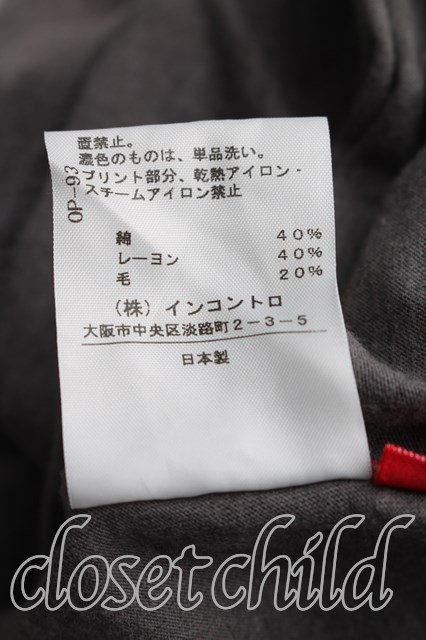 置禁止。
濃色のものは、単品洗い。
プリント部分、乾熱アイロン・
スチームアイロン禁止
OP-93
綿 40%
レーヨン 40%
毛 20%
(株)インコントロ
大阪市中央区淡路町2-3-5
日本製
closet child